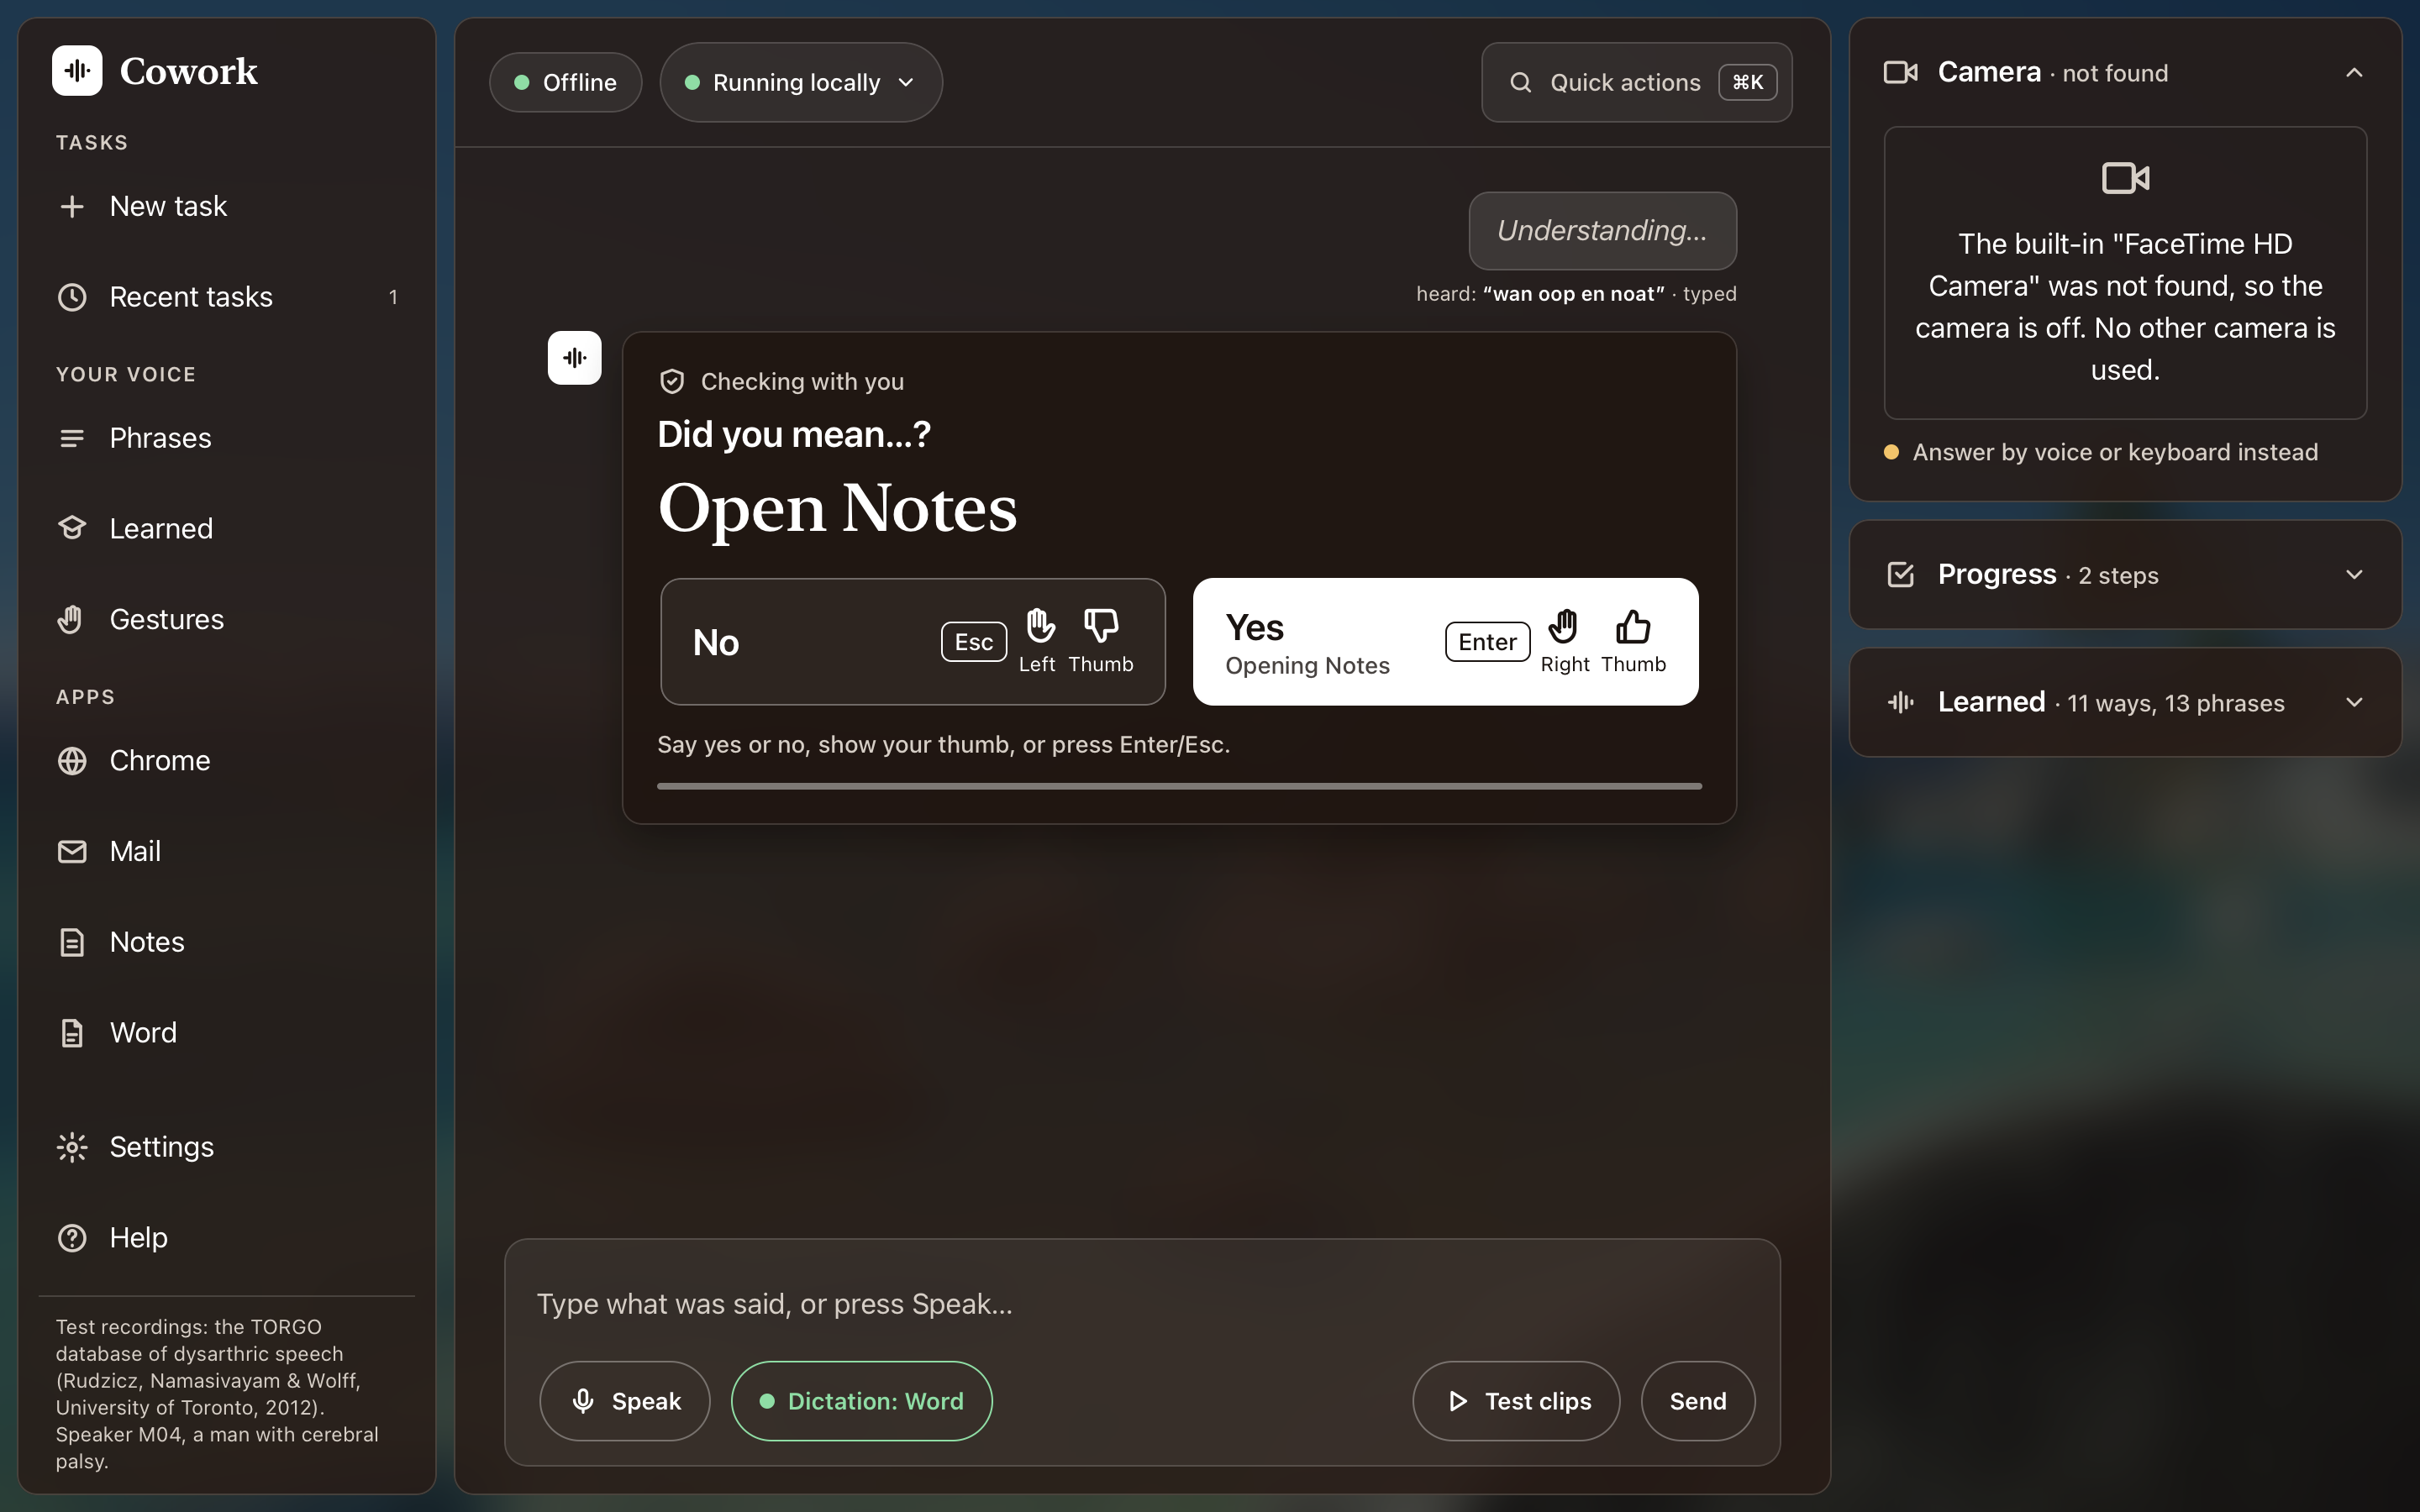 Cowork
TASKS
New task
Recent tasks 1
YOUR VOICE
Phrases
Learned
Gestures
APPS
Chrome
Mail
Notes
Word
Settings
Help
Test recordings: the TORGO
database of dysarthric speech
(Rudzicz, Namasivayam & Wolff,
University of Toronto, 2012).
Speaker M04, a man with cerebral
palsy.
Offline
Running locally
Quick actions ⌘K
Understanding...
heard: “wan oop en noat” · typed
Checking with you
Did you mean...?
Open Notes
No
Esc
Left
Thumb
Yes
Opening Notes
Enter
Right
Thumb
Say yes or no, show your thumb, or press Enter/Esc.
Type what was said, or press Speak...
Speak
Dictation: Word
Test clips
Send
Camera · not found
The built-in "FaceTime HD
Camera" was not found, so the
camera is off. No other camera is
used.
Answer by voice or keyboard instead
Progress · 2 steps
Learned · 11 ways, 13 phrases